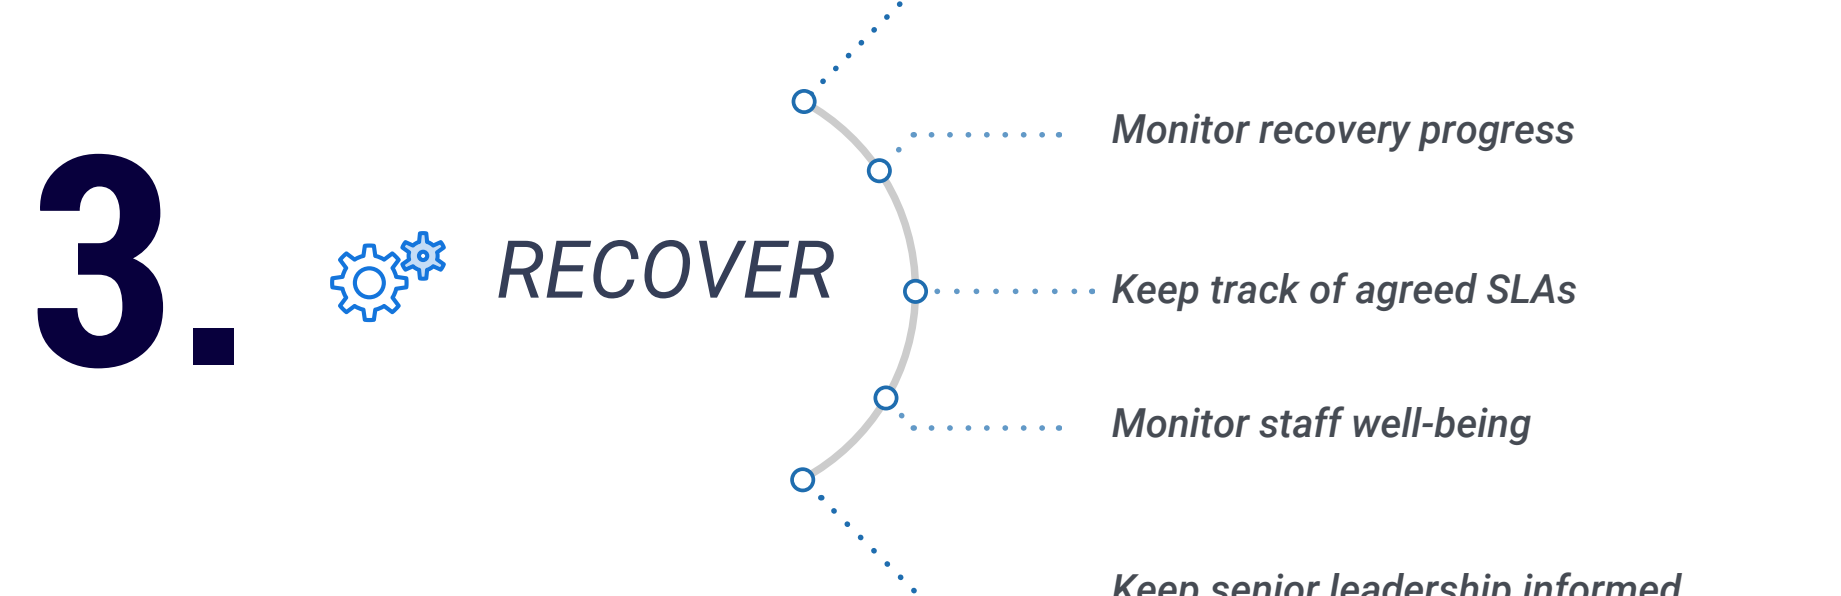 3.
RECOVER
Monitor recovery progress
Keep track of agreed SLAs
Monitor staff well-being
Keep senior leadership informed